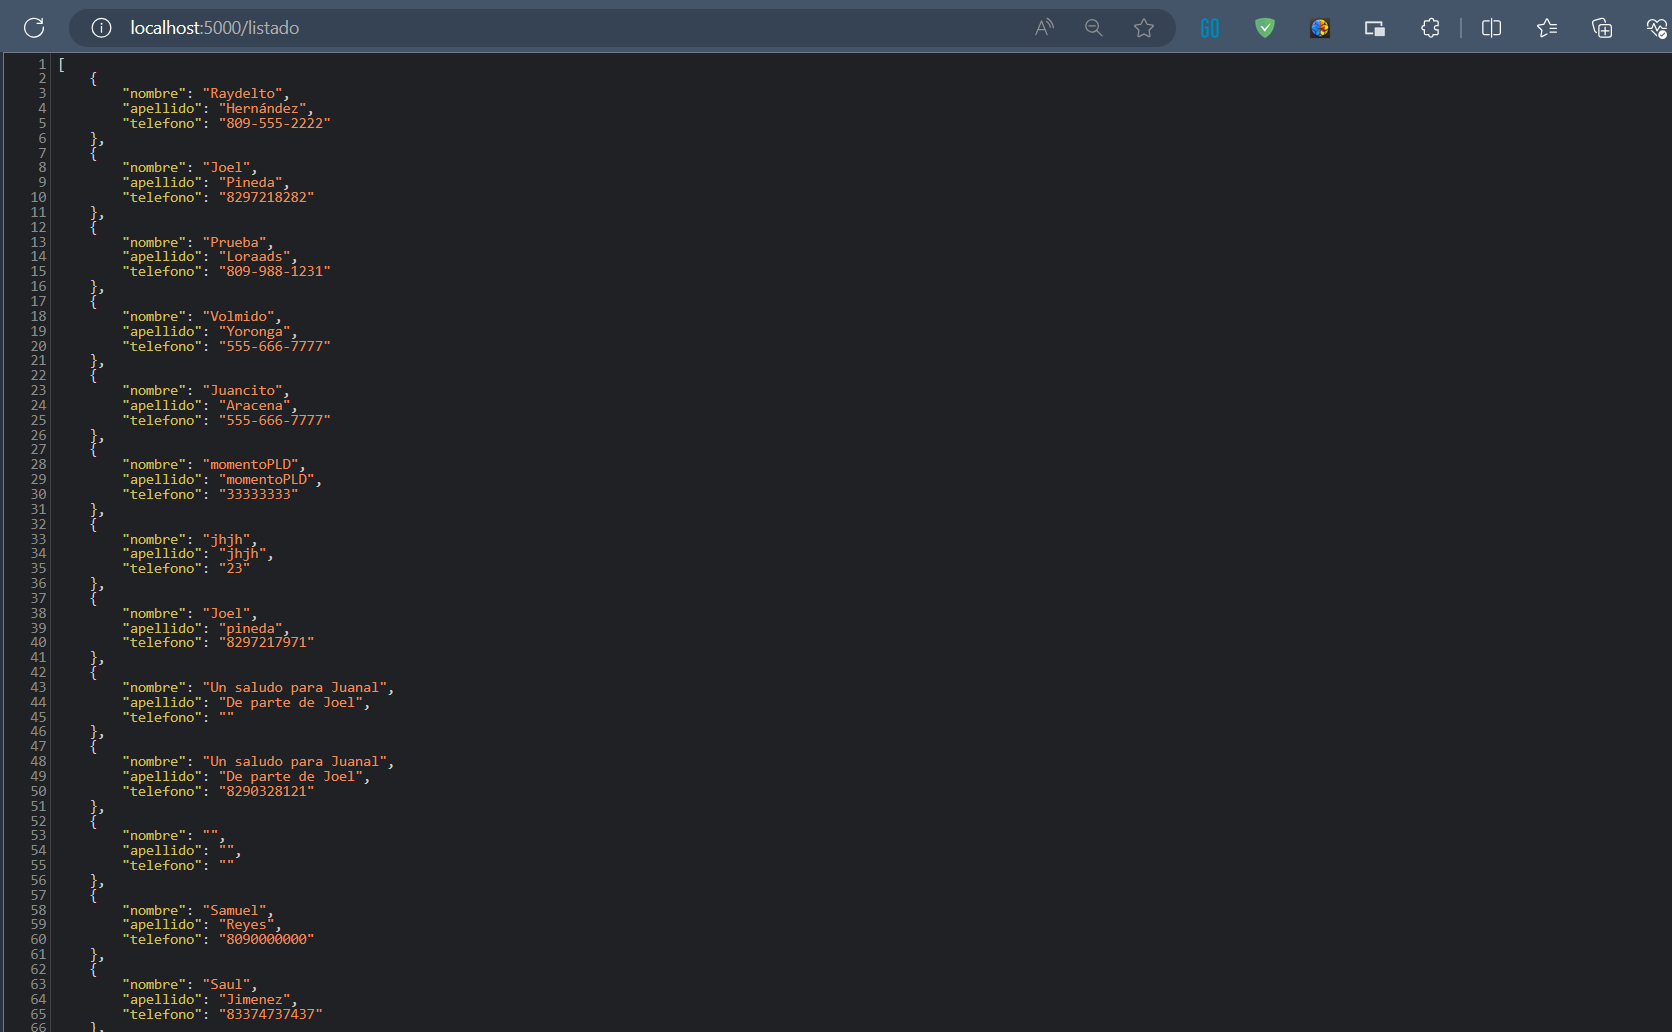 localhost:5000/listado
GO
1 [
2     {
3         "nombre": "Raydelto",
4         "apellido": "Hernández",
5         "telefono": "809-555-2222"
6     },
7     {
8         "nombre": "Joel",
9         "apellido": "Pineda",
10         "telefono": "8297218282"
11     },
12     {
13         "nombre": "Prueba",
14         "apellido": "Loraads",
15         "telefono": "809-988-1231"
16     },
17     {
18         "nombre": "Volmido",
19         "apellido": "Yoronga",
20         "telefono": "555-666-7777"
21     },
22     {
23         "nombre": "Juancito",
24         "apellido": "Aracena",
25         "telefono": "555-666-7777"
26     },
27     {
28         "nombre": "momentoPLD",
29         "apellido": "momentoPLD",
30         "telefono": "33333333"
31     },
32     {
33         "nombre": "jhjh",
34         "apellido": "jhjh",
35         "telefono": "23"
36     },
37     {
38         "nombre": "Joel",
39         "apellido": "pineda",
40         "telefono": "8297217971"
41     },
42     {
43         "nombre": "Un saludo para Juanal",
44         "apellido": "De parte de Joel",
45         "telefono": ""
46     },
47     {
48         "nombre": "Un saludo para Juanal",
49         "apellido": "De parte de Joel",
50         "telefono": "8290328121"
51     },
52     {
53         "nombre": "",
54         "apellido": "",
55         "telefono": ""
56     },
57     {
58         "nombre": "Samuel",
59         "apellido": "Reyes",
60         "telefono": "8090000000"
61     },
62     {
63         "nombre": "Saul",
64         "apellido": "Jimenez",
65         "telefono": "83374737437"
66     },